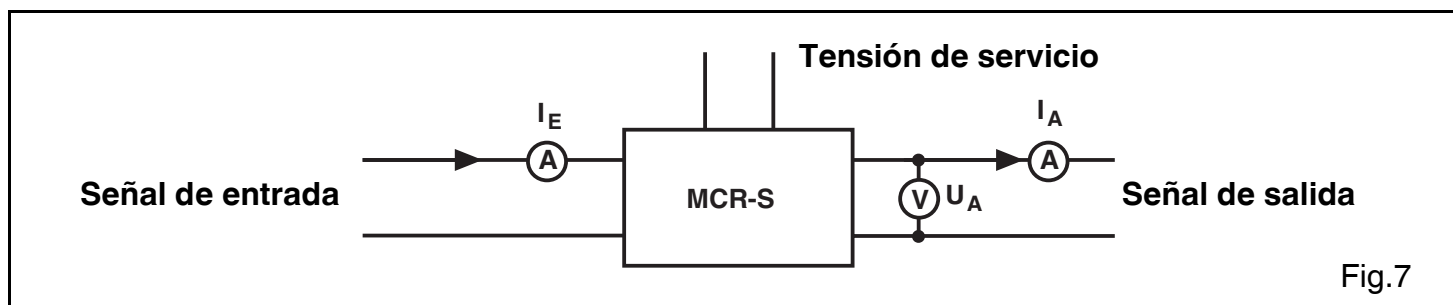 Tensión de servicio
I_E
I_A
A
A
Señal de entrada
MCR-S
V
U_A
Señal de salida
Fig.7